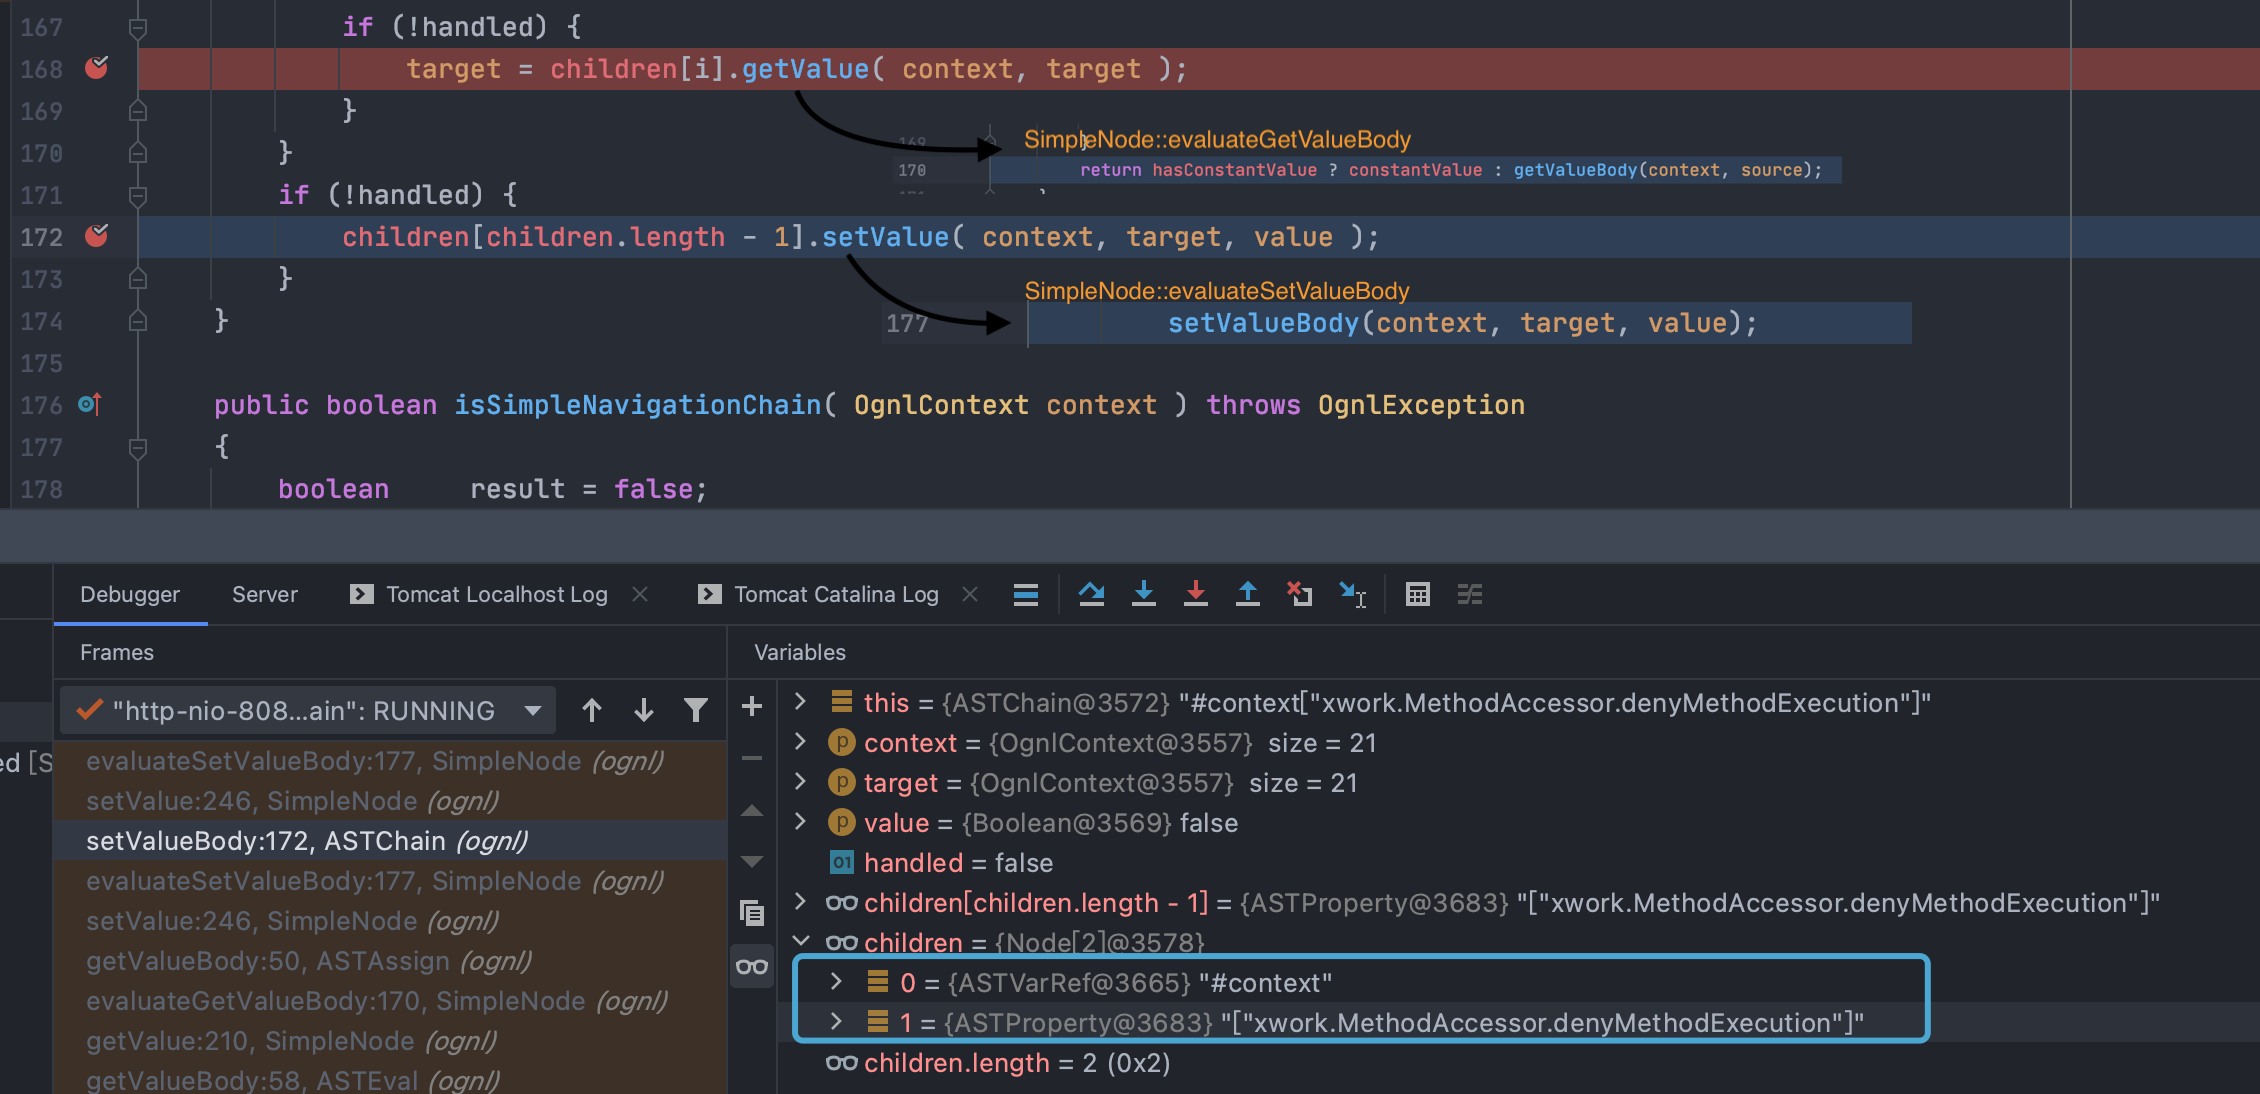 167 if (!handled) {
168 target = children[i].getValue( context, target );
169 }
SimpleNode::evaluateGetValueBody
169 }
170 }
170 return hasConstantValue ? constantValue : getValueBody(context, source);
171 if (!handled) {
171 }
172 children[children.length - 1].setValue( context, target, value );
173 }
SimpleNode::evaluateSetValueBody
174 }
177 setValueBody(context, target, value);
175
176 public boolean isSimpleNavigationChain( OgnlContext context ) throws OgnlException
177 {
178 boolean result = false;
Debugger Server Tomcat Localhost Log Tomcat Catalina Log
Frames
Variables
"http-nio-808...ain": RUNNING
ed [S
evaluateSetValueBody:177, SimpleNode (ognl)
setValue:246, SimpleNode (ognl)
setValueBody:172, ASTChain (ognl)
evaluateSetValueBody:177, SimpleNode (ognl)
setValue:246, SimpleNode (ognl)
getValueBody:50, ASTAssign (ognl)
evaluateGetValueBody:170, SimpleNode (ognl)
getValue:210, SimpleNode (ognl)
getValueBody:58, ASTEval (ognl)
this = {ASTChain@3572} "#context["xwork.MethodAccessor.denyMethodExecution"]"
p context = {OgnlContext@3557} size = 21
p target = {OgnlContext@3557} size = 21
p value = {Boolean@3569} false
01 handled = false
children[children.length - 1] = {ASTProperty@3683} "["xwork.MethodAccessor.denyMethodExecution"]"
children = {Node[2]@3578}
0 = {ASTVarRef@3665} "#context"
1 = {ASTProperty@3683} "["xwork.MethodAccessor.denyMethodExecution"]"
children.length = 2 (0x2)